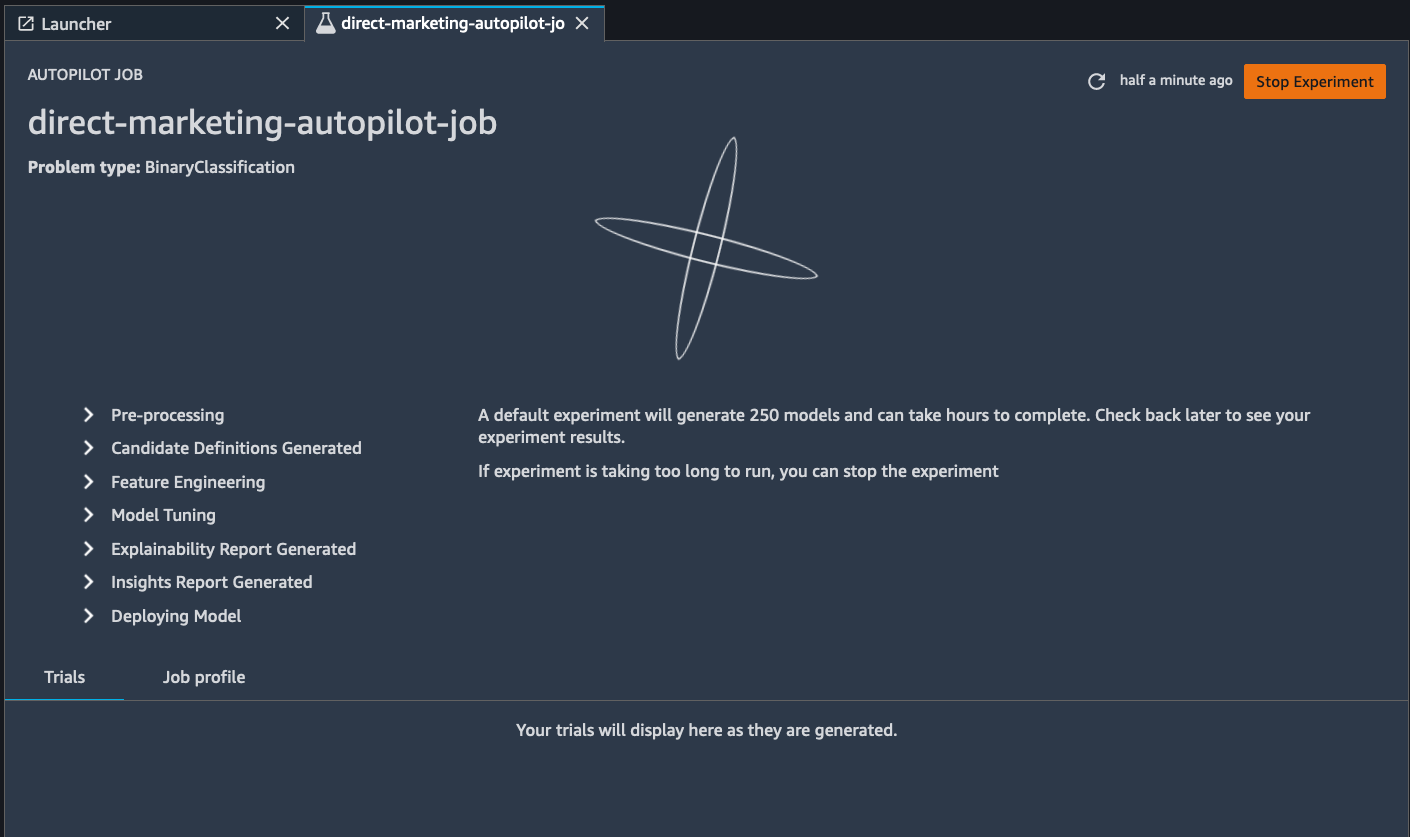 Launcher
direct-marketing-autopilot-jo
AUTOPILOT JOB
half a minute ago
Stop Experiment
direct-marketing-autopilot-job
Problem type: BinaryClassification
Pre-processing
Candidate Definitions Generated
Feature Engineering
Model Tuning
Explainability Report Generated
Insights Report Generated
Deploying Model
A default experiment will generate 250 models and can take hours to complete. Check back later to see your
experiment results.
If experiment is taking too long to run, you can stop the experiment
Trials
Job profile
Your trials will display here as they are generated.